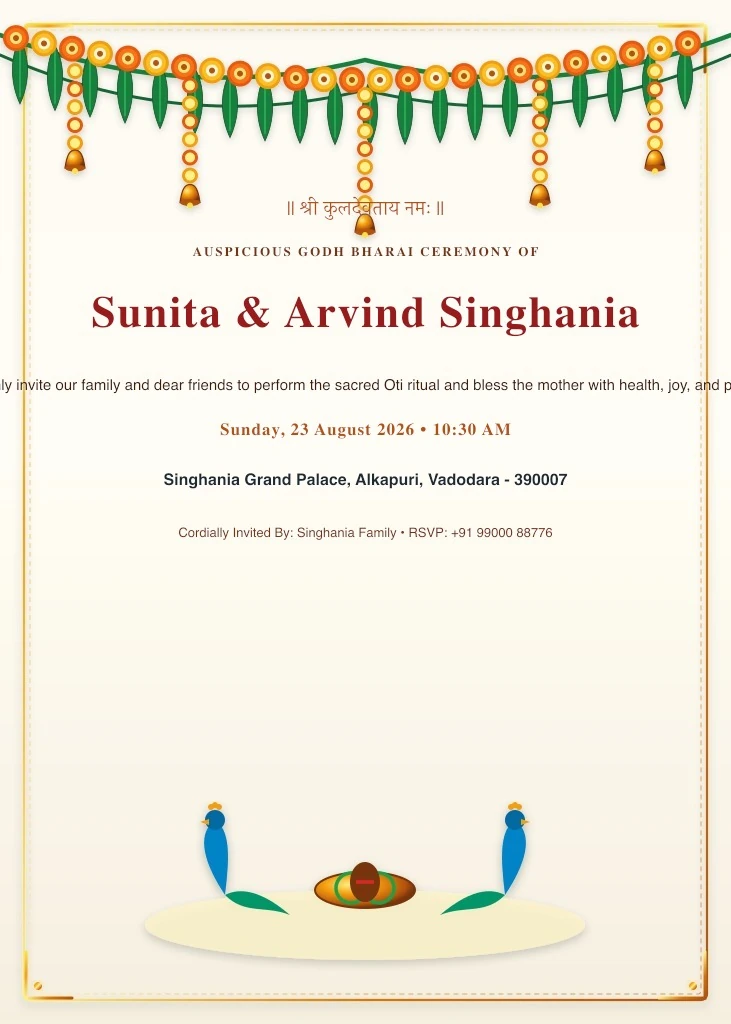 ॥ श्री कुलदेवताय नमः ॥
AUSPICIOUS GODH BHARAI CEREMONY OF
Sunita & Arvind Singhania
invite our family and dear friends to perform the sacred Oti ritual and bless the mother with health, joy, and
Sunday, 23 August 2026 • 10:30 AM
Singhania Grand Palace, Alkapuri, Vadodara - 390007
Cordially Invited By: Singhania Family • RSVP: +91 99000 88776